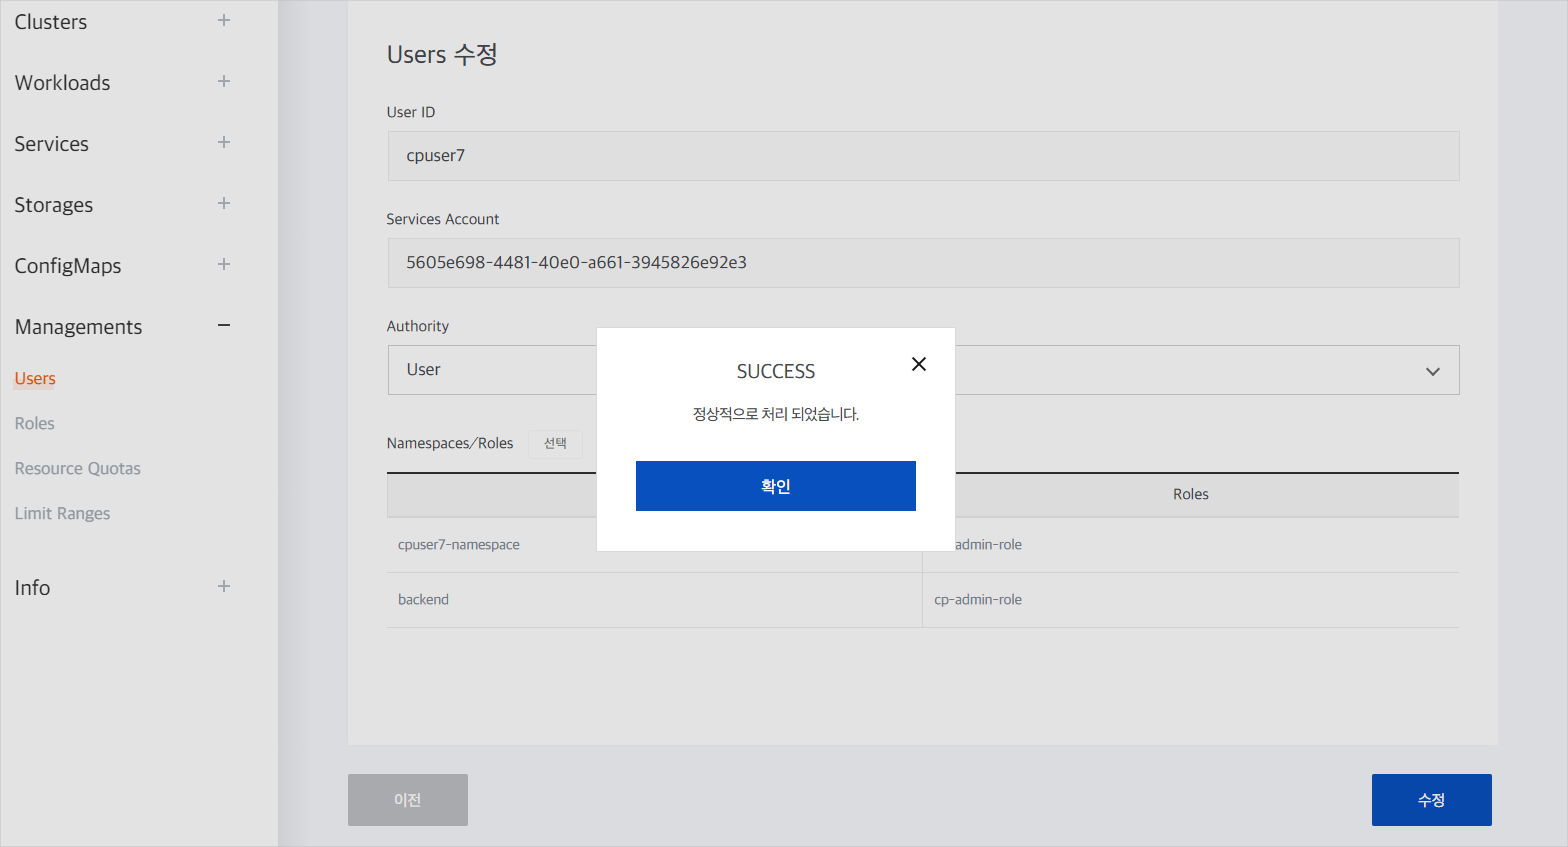 Clusters
Workloads
Services
Storages
ConfigMaps
Managements
Users
Roles
Resource Quotas
Limit Ranges
Info
Users 수정
User ID
cpuser7
Services Account
5605e698-4481-40e0-a661-3945826e92e3
Authority
User
Namespaces/Roles 선택
Roles
cpuser7-namespace admin-role
backend cp-admin-role
SUCCESS
정상적으로 처리 되었습니다.
확인
이전 수정